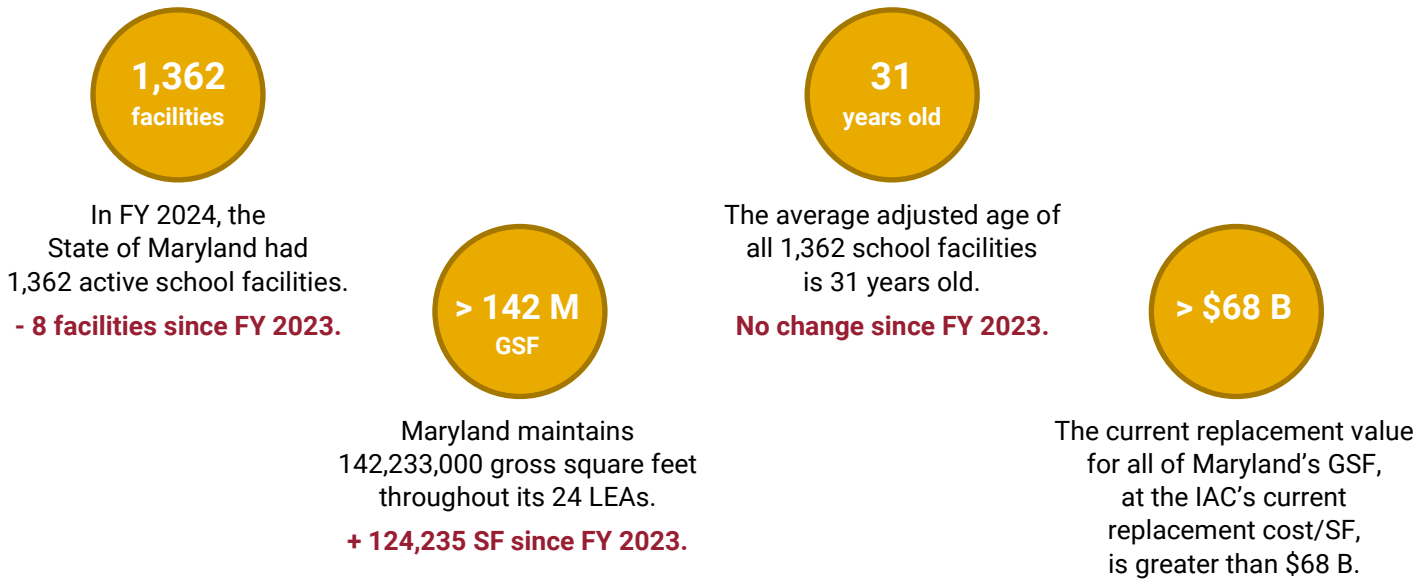 1,362
facilities
In FY 2024, the
State of Maryland had
1,362 active school facilities.
- 8 facilities since FY 2023.
> 142 M
GSF
Maryland maintains
142,233,000 gross square feet
throughout its 24 LEAs.
+ 124,235 SF since FY 2023.
31
years old
The average adjusted age of
all 1,362 school facilities
is 31 years old.
No change since FY 2023.
> $68 B
The current replacement value
for all of Maryland’s GSF,
at the IAC’s current
replacement cost/SF,
is greater than $68 B.